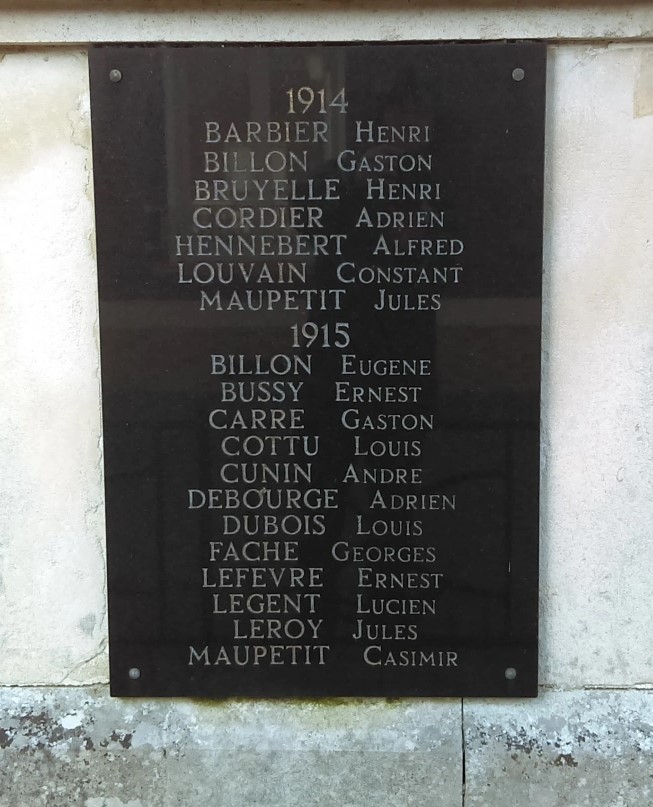 1914
BARBIER HENRI
BILLON GASTON
BRUYELLE HENRI
CORDIER ADRIEN
HENNEBERT ALFRED
LOUVAIN CONSTANT
MAUPETIT JULES
1915
BILLON EUGENE
BUSSY ERNEST
CARRE GASTON
COTTU LOUIS
CUNIN ANDRE
DEBOURGE ADRIEN
DUBOIS LOUIS
FACHE GEORGES
LEFEVRE ERNEST
LEGENT LUCIEN
LEROY JULES
MAUPETIT CASIMIR